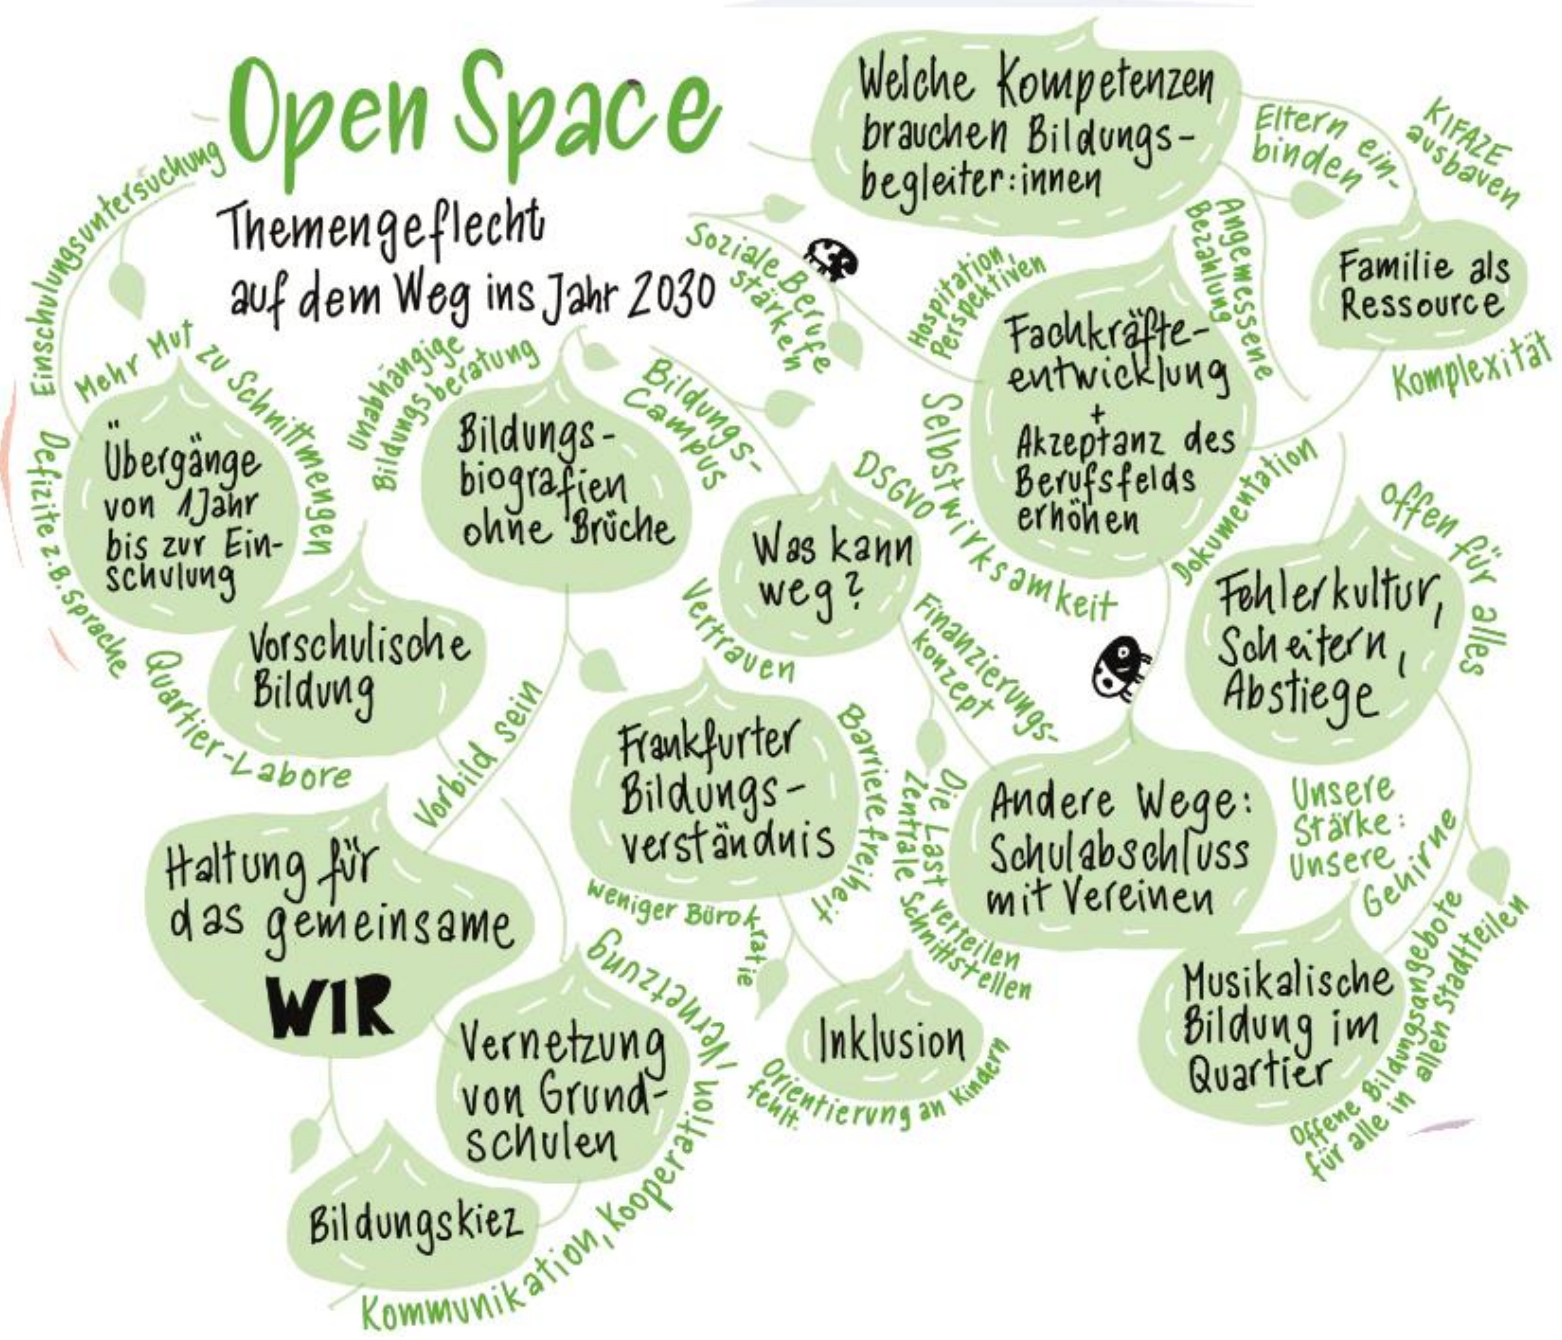 Open Space
Themengeflecht
auf dem Weg ins Jahr 2030
Welche Kompetenzen
brauchen Bildungs-
begleiter:innen
Eltern ein-
binden
KIFAZE
ausbauen
Familie als
Ressource
Komplexität
Angemessene
Bezahlung
Hospitation,
Perspektiven
Soziale Berufe
stärken
Fachkräfte-
entwicklung
+
Akzeptanz des
Berufsfelds
erhöhen
Selbstwirksamkeit
Dokumentation
Einschulungsuntersuchung
Mehr Mut zu Schnittmengen
Übergänge
von 1 Jahr
bis zur Ein-
schulung
Defizite z.B. Sprache
Unabhängige
Bildungsberatung
Bildungs-
biografien
ohne Brüche
Bildungs-
Campus
DSGVO
Was kann
weg?
Vertrauen
Finanzierungs-
konzept
Offen für alles
Fehlerkultur,
Scheitern,
Abstiege
Vorschulische
Bildung
Quartier-Labore
Vorbild sein
Frankfurter
Bildungs-
verständnis
Barrierefreiheit
weniger Bürokratie
Die Last verteilen
Zentrale Schnittstellen
Andere Wege:
Schulabschluss
mit Vereinen
Unsere
Stärke:
Unsere
Gehirne
Haltung für
das gemeinsame
WIR
Vernetzung
von Grund-
schulen
Kommunikation, Kooperation, Vernetzung
Inklusion
Orientierung an Kindern
fehlt.
Musikalische
Bildung im
Quartier
Offene Bildungsangebote
für alle in allen Stadtteilen
Bildungskiez